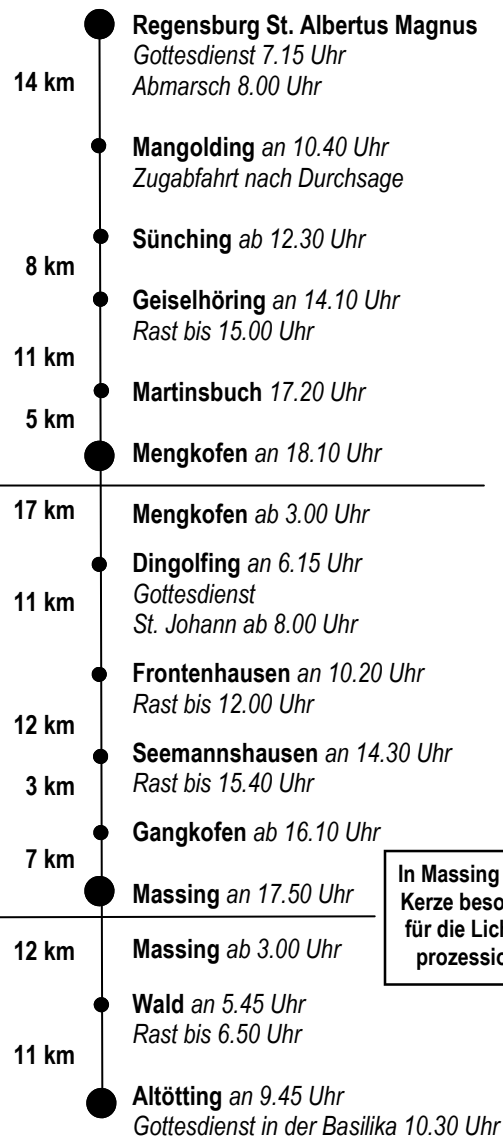 Regensburg St. Albertus Magnus
Gottesdienst 7.15 Uhr
14 km
Abmarsch 8.00 Uhr
Mangolding an 10.40 Uhr
Zugabfahrt nach Durchsage
Sünching ab 12.30 Uhr
8 km
Geiselhöring an 14.10 Uhr
Rast bis 15.00 Uhr
11 km
Martinsbuch 17.20 Uhr
5 km
Mengkofen an 18.10 Uhr
17 km
Mengkofen ab 3.00 Uhr
Dingolfing an 6.15 Uhr
Gottesdienst
11 km
St. Johann ab 8.00 Uhr
Frontenhausen an 10.20 Uhr
Rast bis 12.00 Uhr
12 km
Seemannshausen an 14.30 Uhr
3 km
Rast bis 15.40 Uhr
Gangkofen ab 16.10 Uhr
7 km
Massing an 17.50 Uhr
In Massing
Kerze beso
für die Lich
prozessio
12 km
Massing ab 3.00 Uhr
Wald an 5.45 Uhr
Rast bis 6.50 Uhr
11 km
Altötting an 9.45 Uhr
Gottesdienst in der Basilika 10.30 Uhr